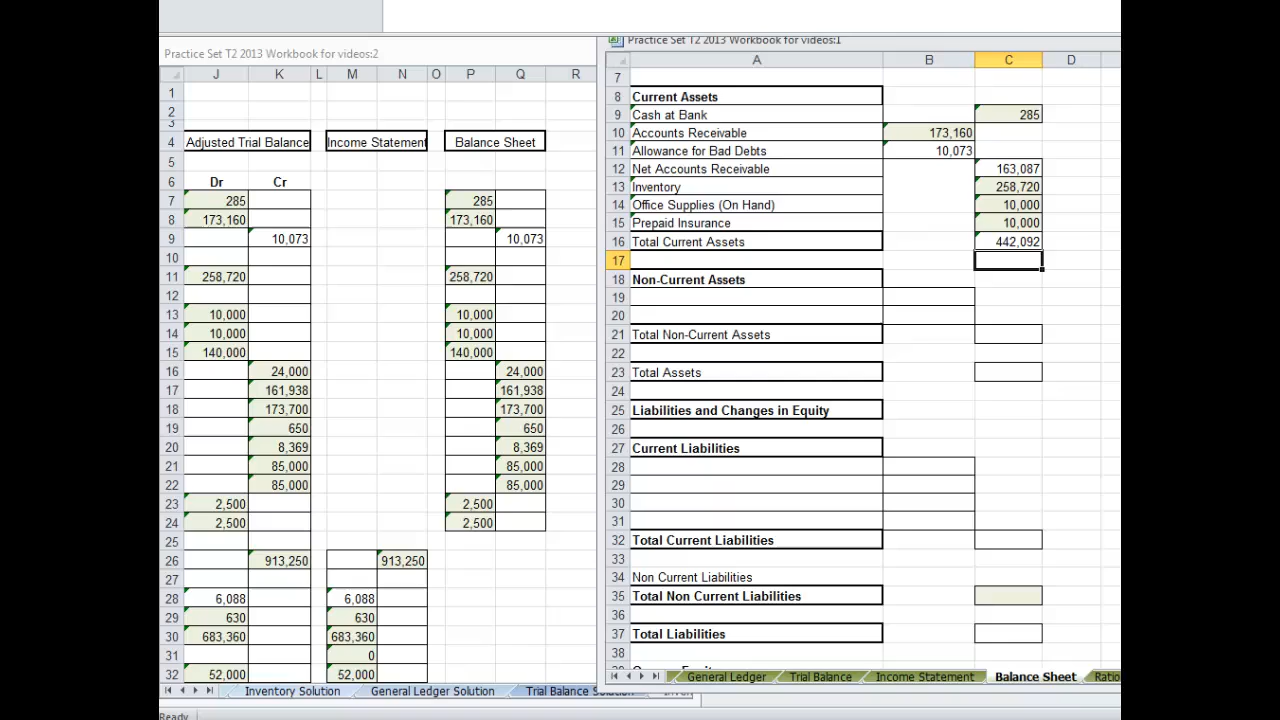 Practice Set T2 2013 Workbook for videos:2
J K L M N O P Q R
1
2
3
4 Adjusted Trial Balance Income Statement Balance Sheet
5
6 Dr Cr
7 285 285
8 173,160 173,160
9 10,073 10,073
10
11 258,720 258,720
12
13 10,000 10,000
14 10,000 10,000
15 140,000 140,000
16 24,000 24,000
17 161,938 161,938
18 173,700 173,700
19 650 650
20 8,369 8,369
21 85,000 85,000
22 85,000 85,000
23 2,500 2,500
24 2,500 2,500
25
26 913,250 913,250
27
28 6,088 6,088
29 630 630
30 683,360 683,360
31 0
32 52,000 52,000
Inventory Solution General Ledger Solution Trial Balance Solution
Ready
Practice Set T2 2013 Workbook for videos:1
A B C D
7
8 Current Assets
9 Cash at Bank 285
10 Accounts Receivable 173,160
11 Allowance for Bad Debts 10,073
12 Net Accounts Receivable 163,087
13 Inventory 258,720
14 Office Supplies (On Hand) 10,000
15 Prepaid Insurance 10,000
16 Total Current Assets 442,092
17
18 Non-Current Assets
19
20
21 Total Non-Current Assets
22
23 Total Assets
24
25 Liabilities and Changes in Equity
26
27 Current Liabilities
28
29
30
31
32 Total Current Liabilities
33
34 Non Current Liabilities
35 Total Non Current Liabilities
36
37 Total Liabilities
38
General Ledger Trial Balance Income Statement Balance Sheet Ratio